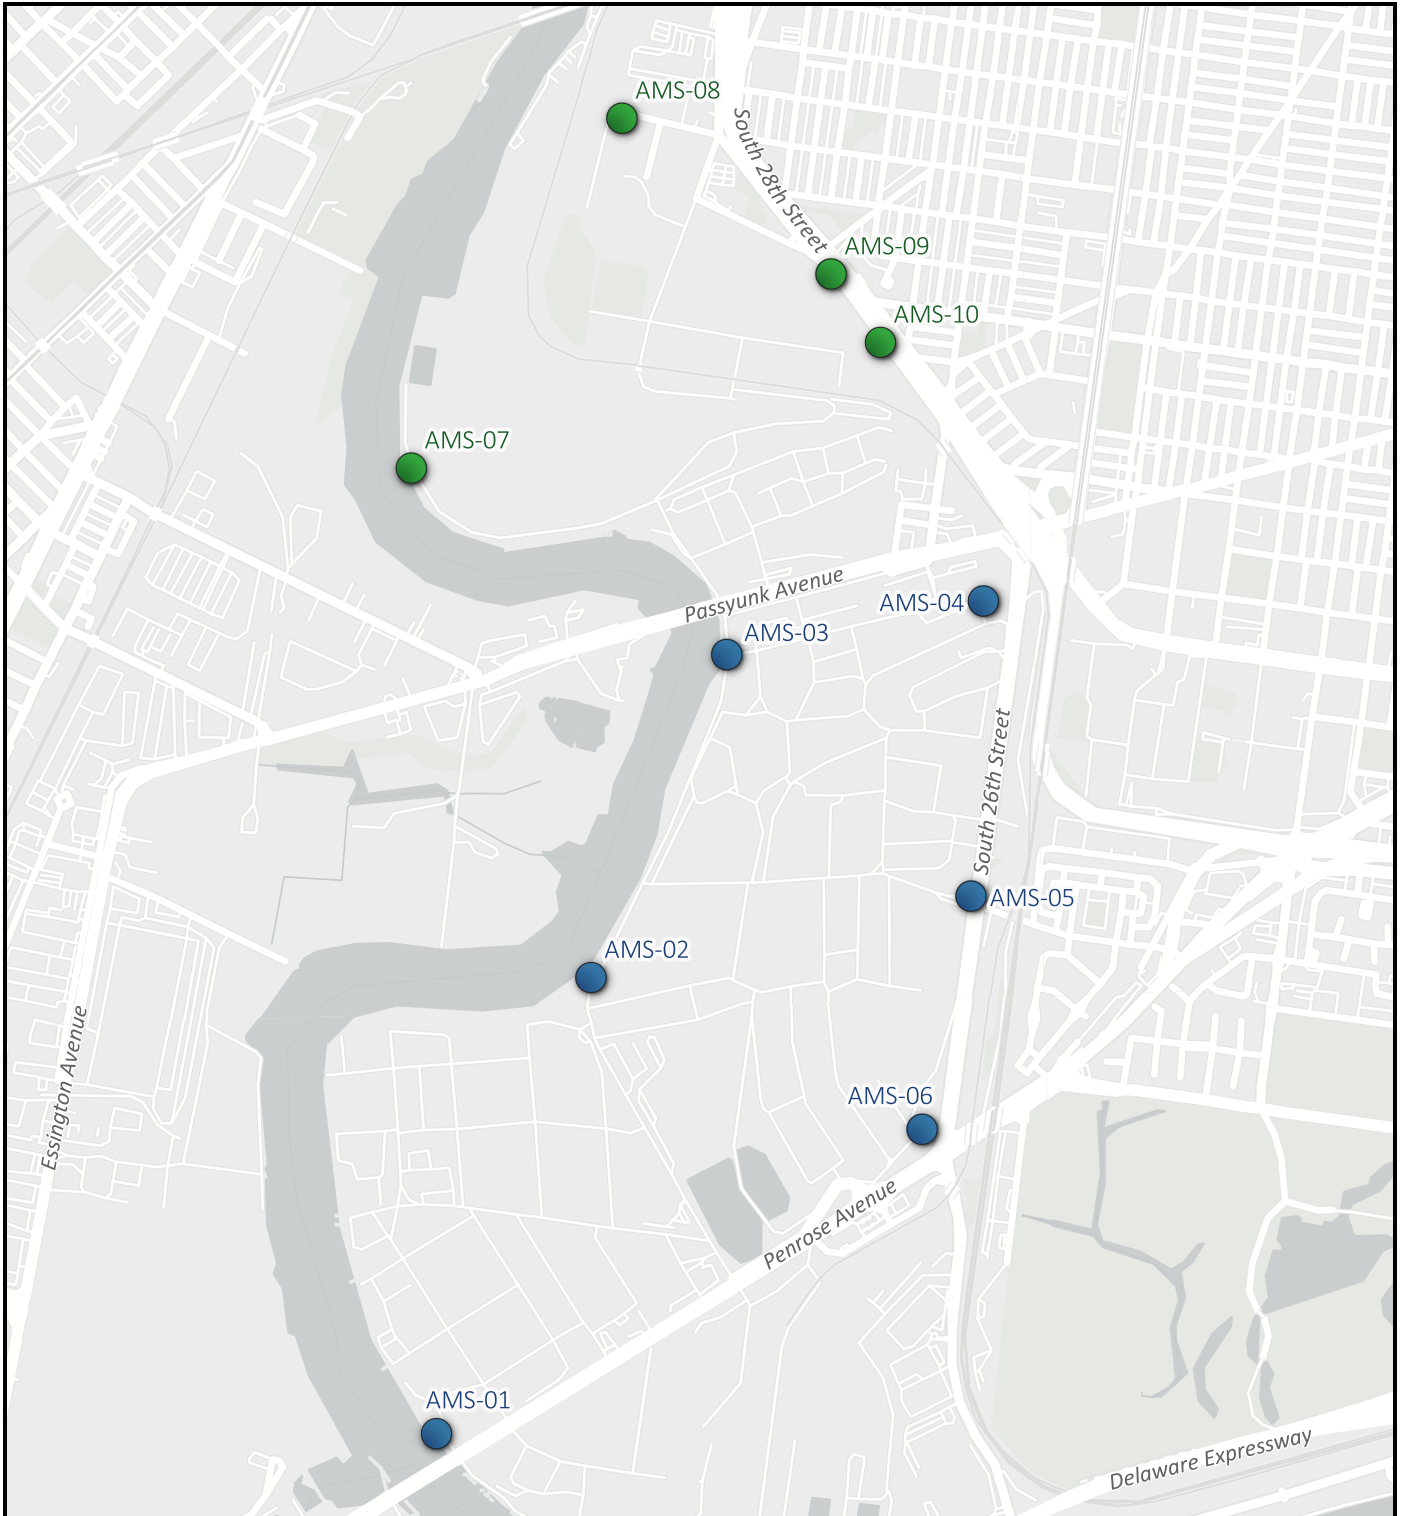 AMS-08
South 28th Street
AMS-09
AMS-10
AMS-07
Passyunk Avenue
AMS-04
AMS-03
South 26th Street
AMS-05
AMS-02
Essington Avenue
AMS-06
Penrose Avenue
AMS-01
Delaware Expressway